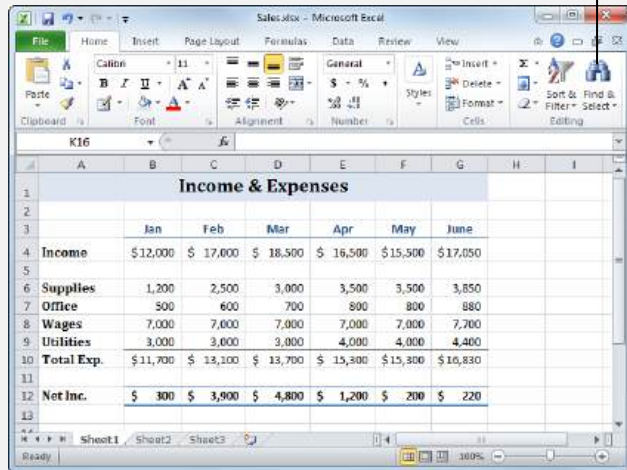 Sales.xlsx - Microsoft Excel
File Home Insert Page Layout Formulas Data Review View
Calibri 11 General Insert Σ
Paste B I U A A $ % , Styles Delete Sort & Filter Find & Select
Format
Clipboard Font Alignment Number Cells Editing
K16 fx
A B C D E F G H I
1 Income & Expenses
2
3 Jan Feb Mar Apr May June
4 Income $12,000 $ 17,000 $ 18,500 $ 16,500 $15,500 $17,050
5
6 Supplies 1,200 2,500 3,000 3,500 3,500 3,850
7 Office 500 600 700 800 800 880
8 Wages 7,000 7,000 7,000 7,000 7,000 7,700
9 Utilities 3,000 3,000 3,000 4,000 4,000 4,400
10 Total Exp. $11,700 $ 13,100 $ 13,700 $ 15,300 $15,300 $16,830
11
12 Net Inc. $ 300 $ 3,900 $ 4,800 $ 1,200 $ 200 $ 220
13
Sheet1 Sheet2 Sheet3
Ready 100%